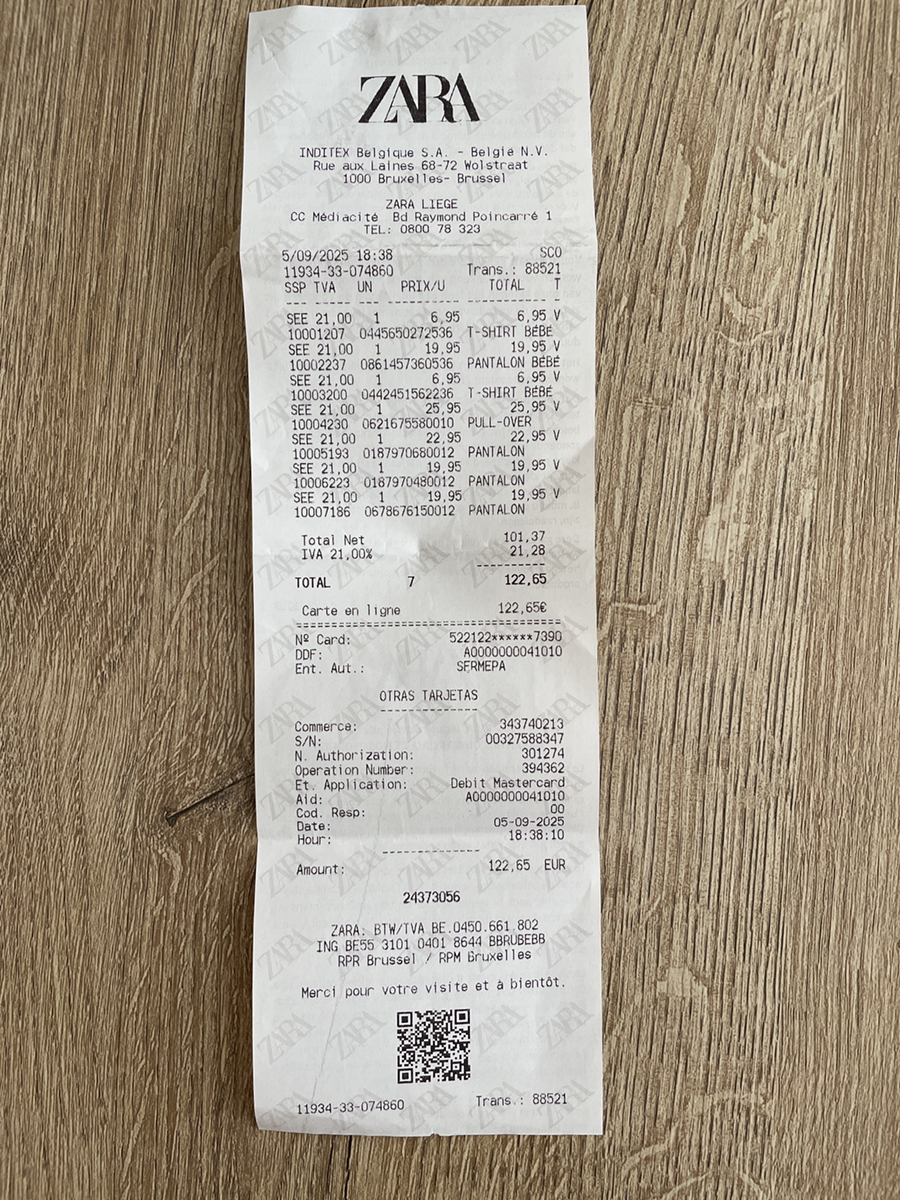 ZARA
INDITEX Belgique S.A. - België N.V.
Rue aux Laines 68-72 Wolstraat
1000 Bruxelles- Brussel
ZARA LIEGE
CC Médiacité Bd Raymond Poincarré 1
TEL: 0800 78 323
5/09/2025 18:38 SCO
11934-33-074860 Trans.: 88521
SSP TVA UN PRIX/U TOTAL T
--- --- -- ------ --------- -
SEE 21,00 1 6,95 6,95 V
10001207 0445650272536 T-SHIRT BÉBÉ
SEE 21,00 1 19,95 19,95 V
10002237 0861457360536 PANTALON BÉBÉ
SEE 21,00 1 6,95 6,95 V
10003200 0442451562236 T-SHIRT BÉBÉ
SEE 21,00 1 25,95 25,95 V
10004230 0621675580010 PULL-OVER
SEE 21,00 1 22,95 22,95 V
10005193 0187970680012 PANTALON
SEE 21,00 1 19,95 19,95 V
10006223 0187970480012 PANTALON
SEE 21,00 1 19,95 19,95 V
10007186 0678676150012 PANTALON
Total Net 101,37
IVA 21,00% 21,28
----------
TOTAL 7 122,65
Carte en ligne 122,65€
======================================
Nº Card: 522122******7390
DDF: A0000000041010
Ent. Aut.: SERMEPA
OTRAS TARJETAS
--------------
Commerce: 343740213
S/N: 00327588347
N. Authorization: 301274
Operation Number: 394362
Et. Application: Debit Mastercard
Aid: A0000000041010
Cod. Resp: 00
Date: 05-09-2025
Hour: 18:38:10
--------------
Amount: 122,65 EUR
24373056
ZARA: BTW/TVA BE.0450.661.802
ING BE55 3101 0401 8644 BBRUBEBB
RPR Brussel / RPM Bruxelles
Merci pour votre visite et à bientôt.
11934-33-074860 Trans.: 88521